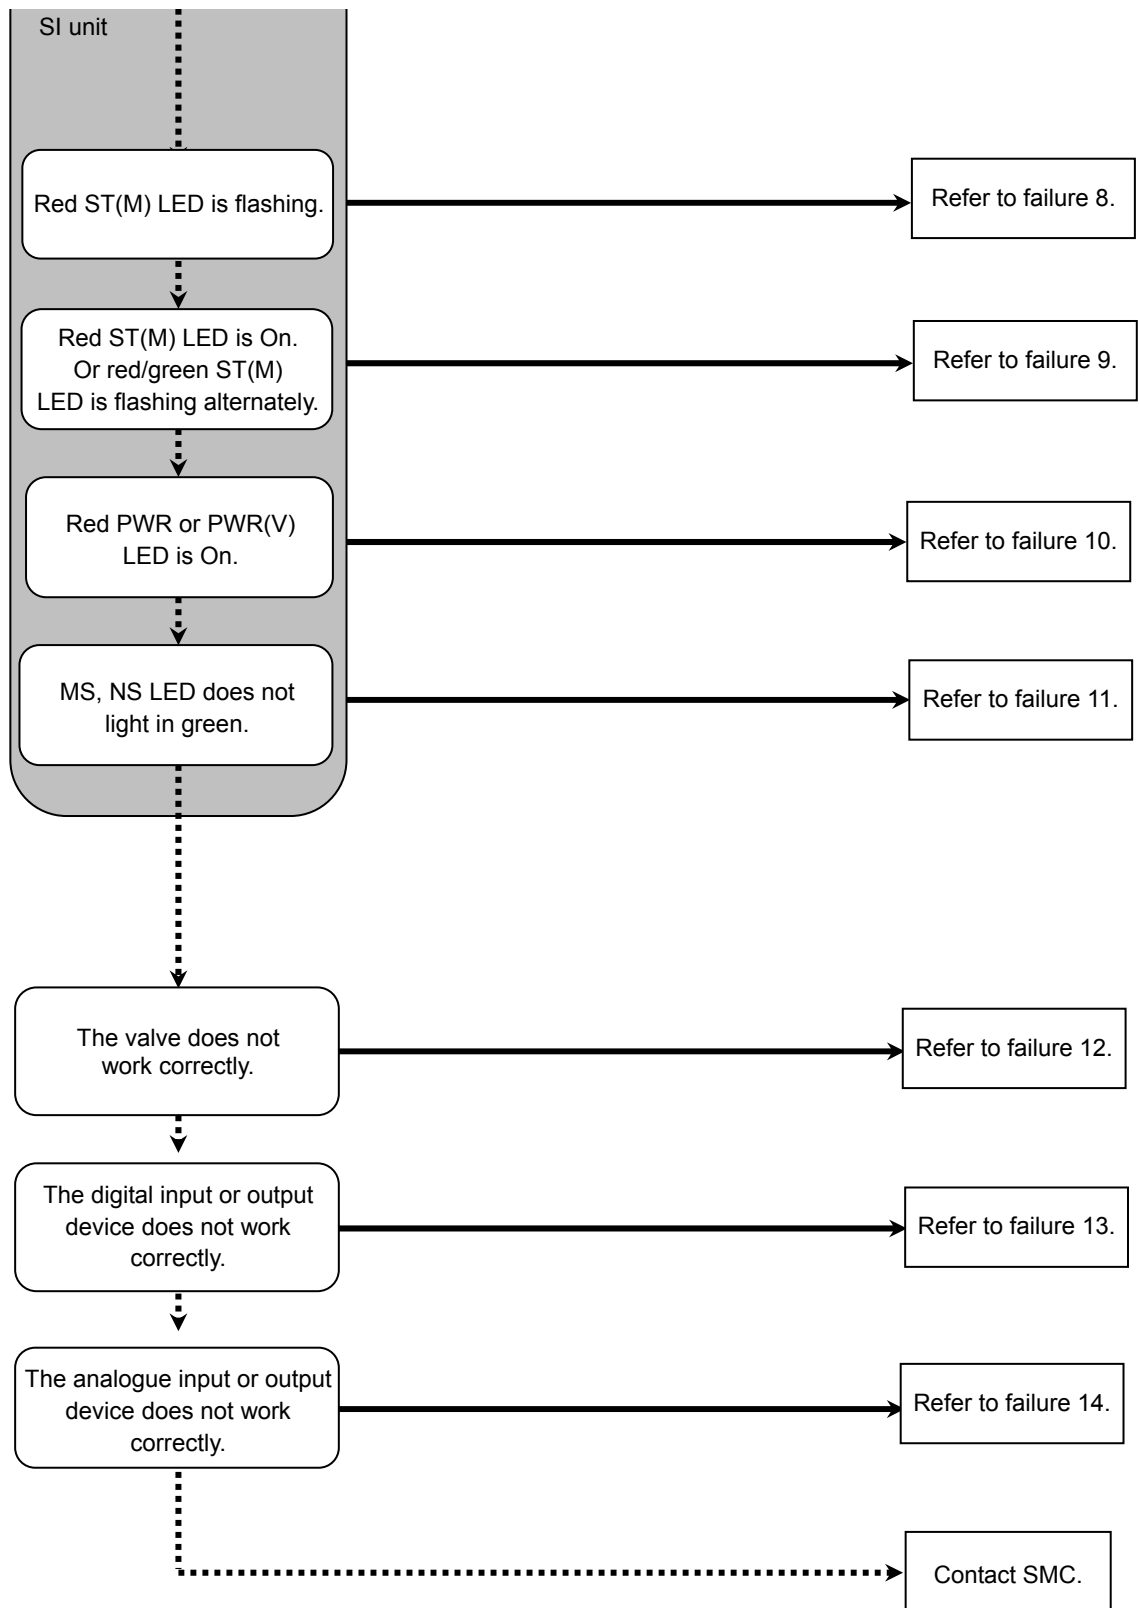 SI unit
Red ST(M) LED is flashing.
Refer to failure 8.
Red ST(M) LED is On.
Or red/green ST(M)
LED is flashing alternately.
Refer to failure 9.
Red PWR or PWR(V)
LED is On.
Refer to failure 10.
MS, NS LED does not
light in green.
Refer to failure 11.
The valve does not
work correctly.
Refer to failure 12.
The digital input or output
device does not work
correctly.
Refer to failure 13.
The analogue input or output
device does not work
correctly.
Refer to failure 14.
Contact SMC.